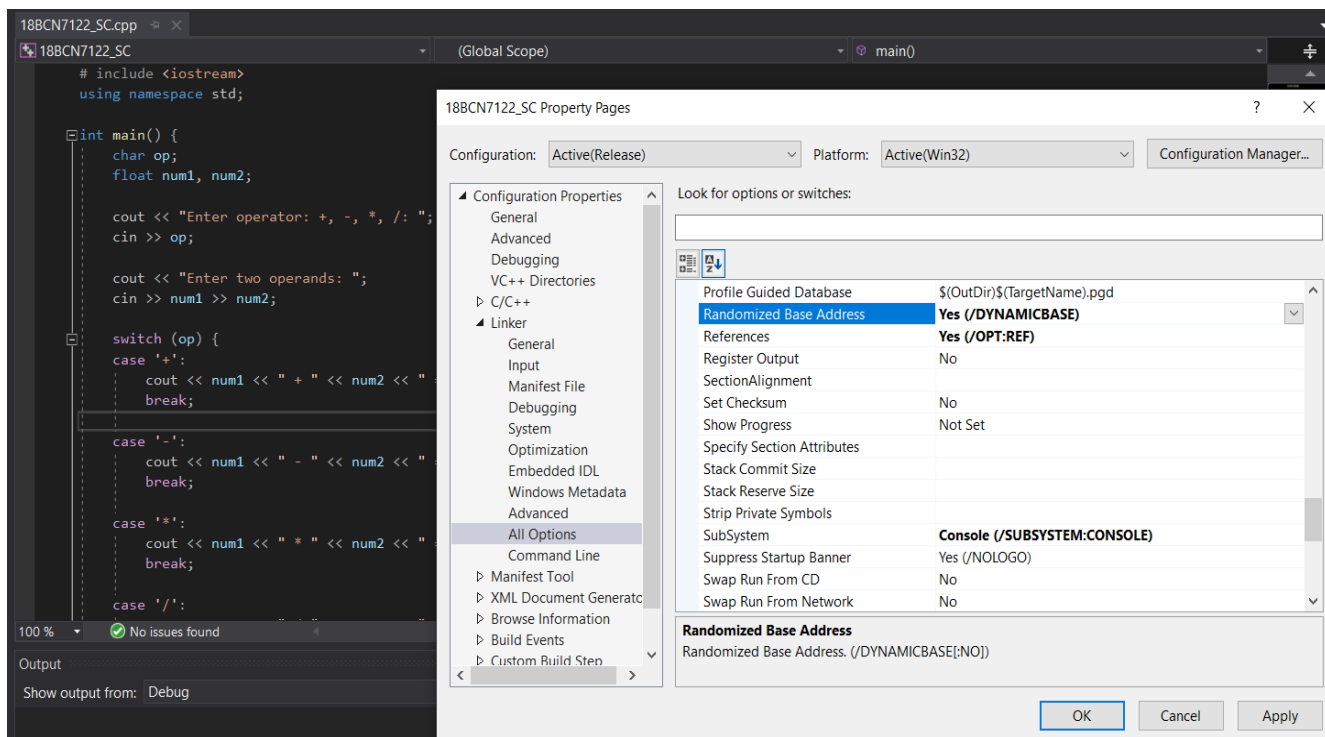 18BCN7122_SC.cpp
18BCN7122_SC
(Global Scope)
main()
# include <iostream>
using namespace std;
int main() {
char op;
float num1, num2;
cout << "Enter operator: +, -, *, /: ";
cin >> op;
cout << "Enter two operands: ";
cin >> num1 >> num2;
switch (op) {
case '+':
cout << num1 << " + " << num2 << "
break;
case '-':
cout << num1 << " - " << num2 << "
break;
case '*':
cout << num1 << " * " << num2 << "
break;
case '/':
100 %
No issues found
Output
Show output from: Debug
18BCN7122_SC Property Pages
?
Configuration: Active(Release)
Platform: Active(Win32)
Configuration Manager...
Configuration Properties
General
Advanced
Debugging
VC++ Directories
C/C++
Linker
General
Input
Manifest File
Debugging
System
Optimization
Embedded IDL
Windows Metadata
Advanced
All Options
Command Line
Manifest Tool
XML Document Generato
Browse Information
Build Events
Custom Build Step
Look for options or switches:
Profile Guided Database $(OutDir)$(TargetName).pgd
Randomized Base Address Yes (/DYNAMICBASE)
References Yes (/OPT:REF)
Register Output No
SectionAlignment
Set Checksum No
Show Progress Not Set
Specify Section Attributes
Stack Commit Size
Stack Reserve Size
Strip Private Symbols
SubSystem Console (/SUBSYSTEM:CONSOLE)
Suppress Startup Banner Yes (/NOLOGO)
Swap Run From CD No
Swap Run From Network No
Randomized Base Address
Randomized Base Address. (/DYNAMICBASE[:NO])
OK
Cancel
Apply